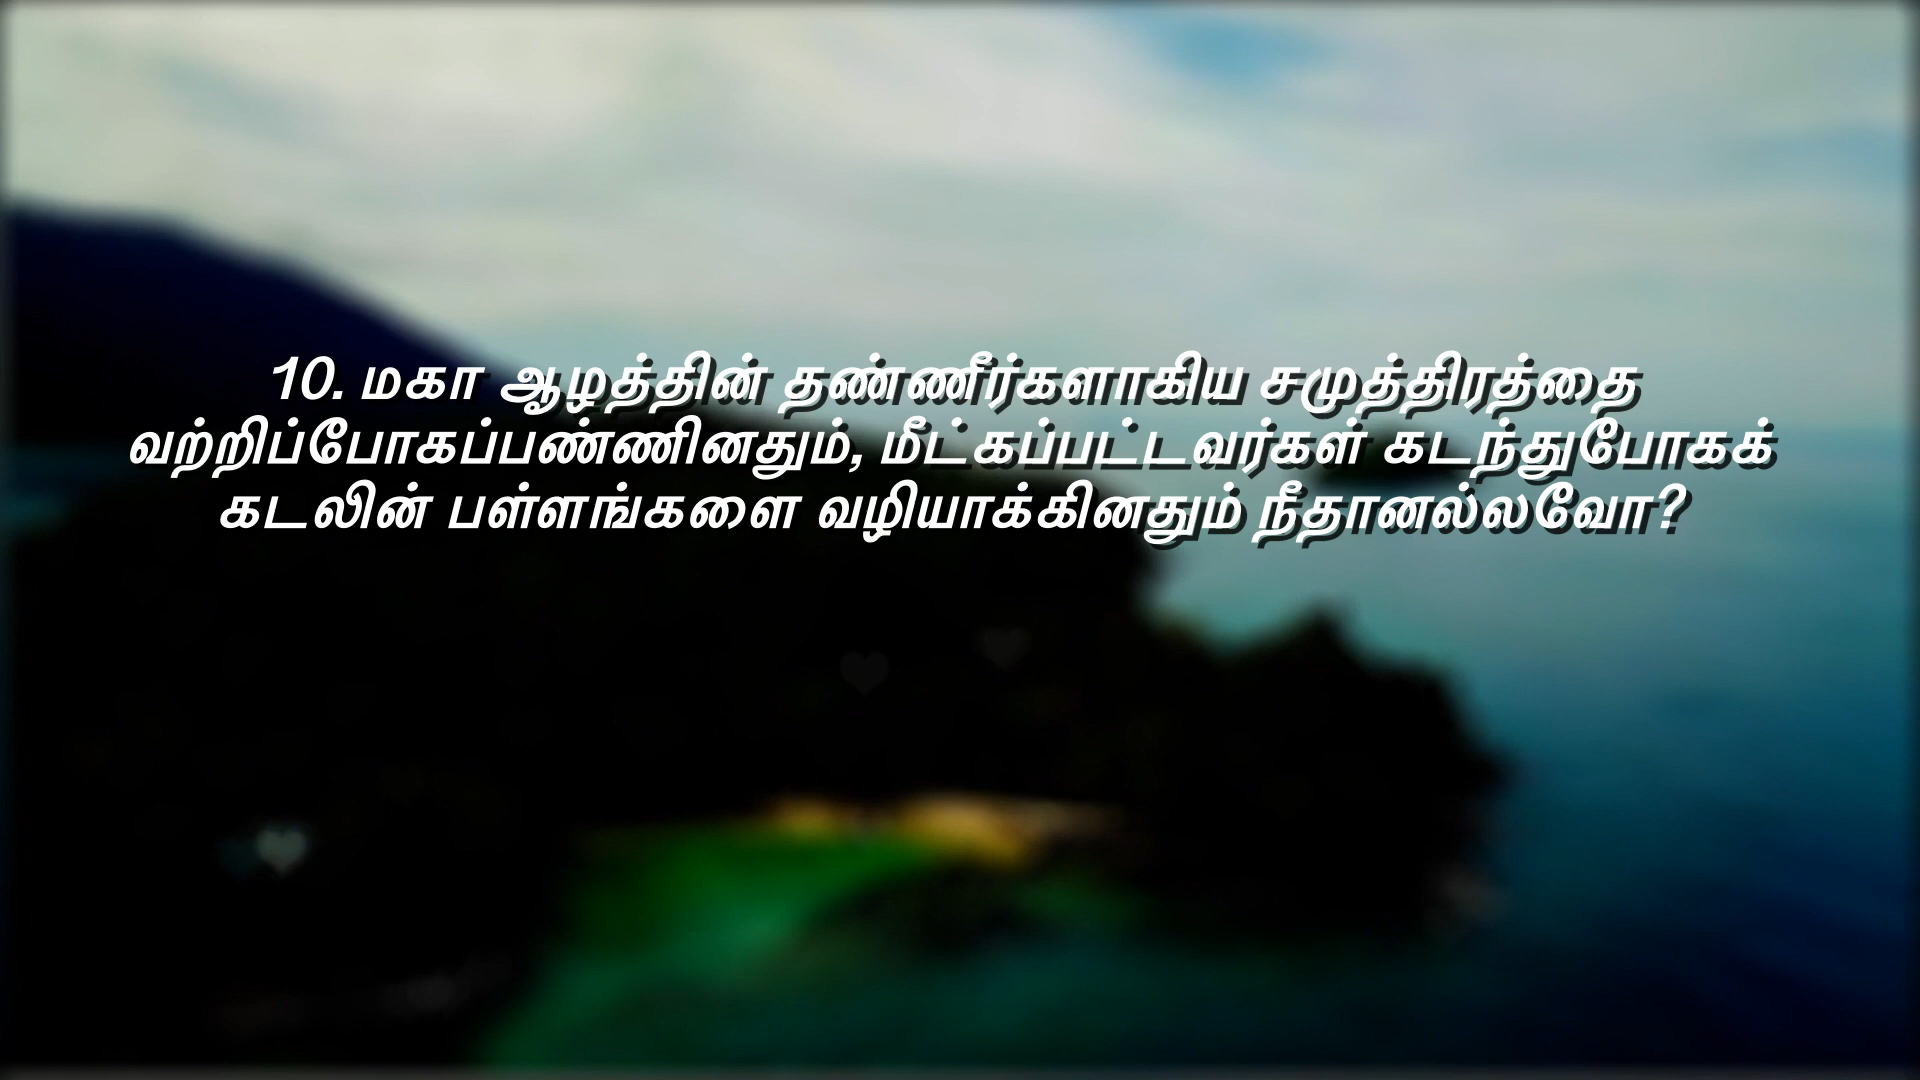 10. மகா ஆழத்தின் தண்ணீர்களாகிய சமுத்திரத்தை
வற்றிப்போகப்பண்ணினதும், மீட்கப்பட்டவர்கள் கடந்துபோகக்
கடலின் பள்ளங்களை வழியாக்கினதும் நீதானல்லவோ?